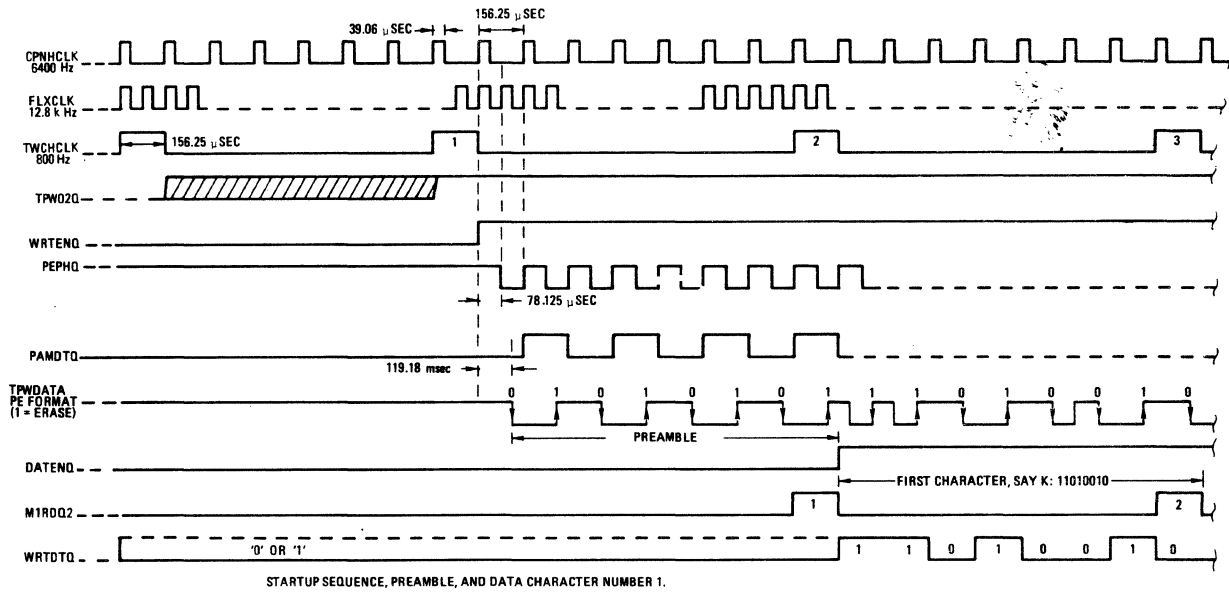 156.25 µSEC
39.06 µSEC
CPNHCLK
6400 Hz
FLXCLK
12.8 k Hz
TWCHCLK
800 Hz
156.25 µSEC
1
2
3
TPW02Q
WRTENQ
PEPHQ
78.125 µSEC
PAMDTQ
119.18 msec
TPWDATA
PE FORMAT
(1 = ERASE)
0 1 0 1 0 1 0 1 1 1 0 1 0 0 1 0
PREAMBLE
DATENQ
FIRST CHARACTER, SAY K: 11010010
M1RDQ2
1
2
WRTDTQ
'0' OR '1'
1 1 0 1 0 0 1 0
STARTUP SEQUENCE, PREAMBLE, AND DATA CHARACTER NUMBER 1.